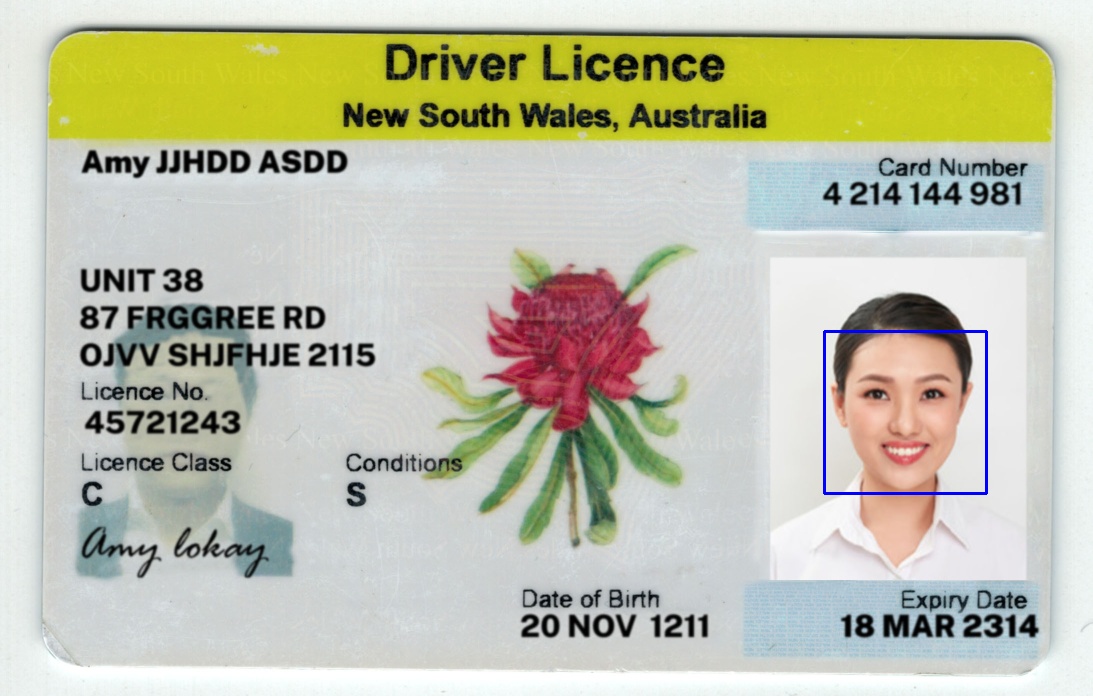 Driver Licence
New South Wales, Australia
Amy JJHDD ASDD
Card Number
4 214 144 981
UNIT 38
87 FRGGREE RD
OJVV SHJFHJE 2115
Licence No.
45721243
Licence Class
C
Conditions
S
Amy lokay
Date of Birth
20 NOV 1211
Expiry Date
18 MAR 2314